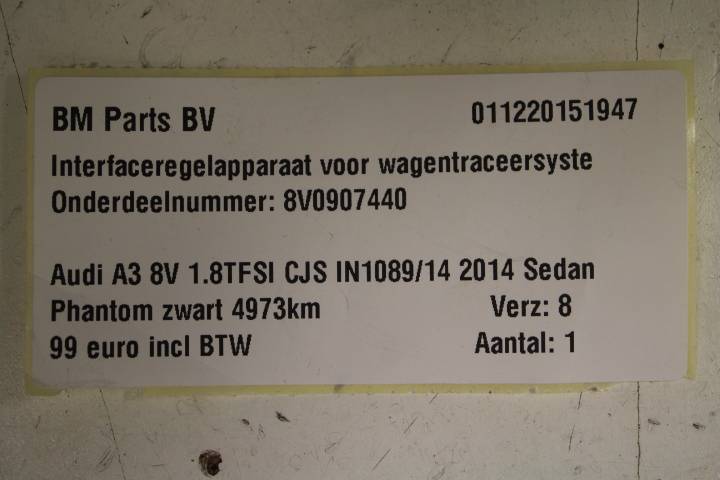 BM Parts BV 011220151947
Interfaceregelapparaat voor wagentraceersyste
Onderdeelnummer: 8V0907440
Audi A3 8V 1.8TFSI CJS IN1089/14 2014 Sedan
Phantom zwart 4973km Verz: 8
99 euro incl BTW Aantal: 1